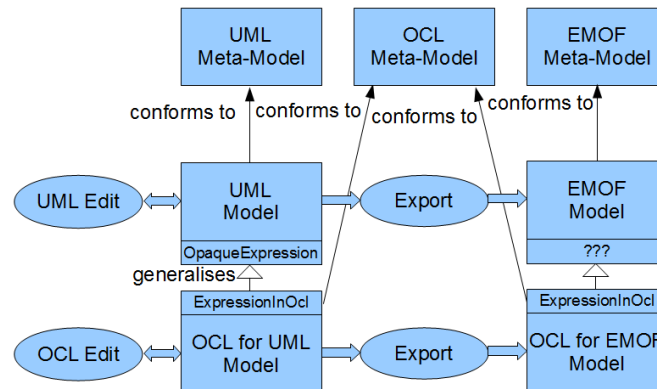 UML
Meta-Model
OCL
Meta-Model
EMOF
Meta-Model
conforms to
conforms to
conforms to
conforms to
UML Edit
UML
Model
OpaqueExpression
Export
EMOF
Model
???
generalises
ExpressionInOcl
ExpressionInOcl
OCL Edit
OCL for UML
Model
Export
OCL for EMOF
Model